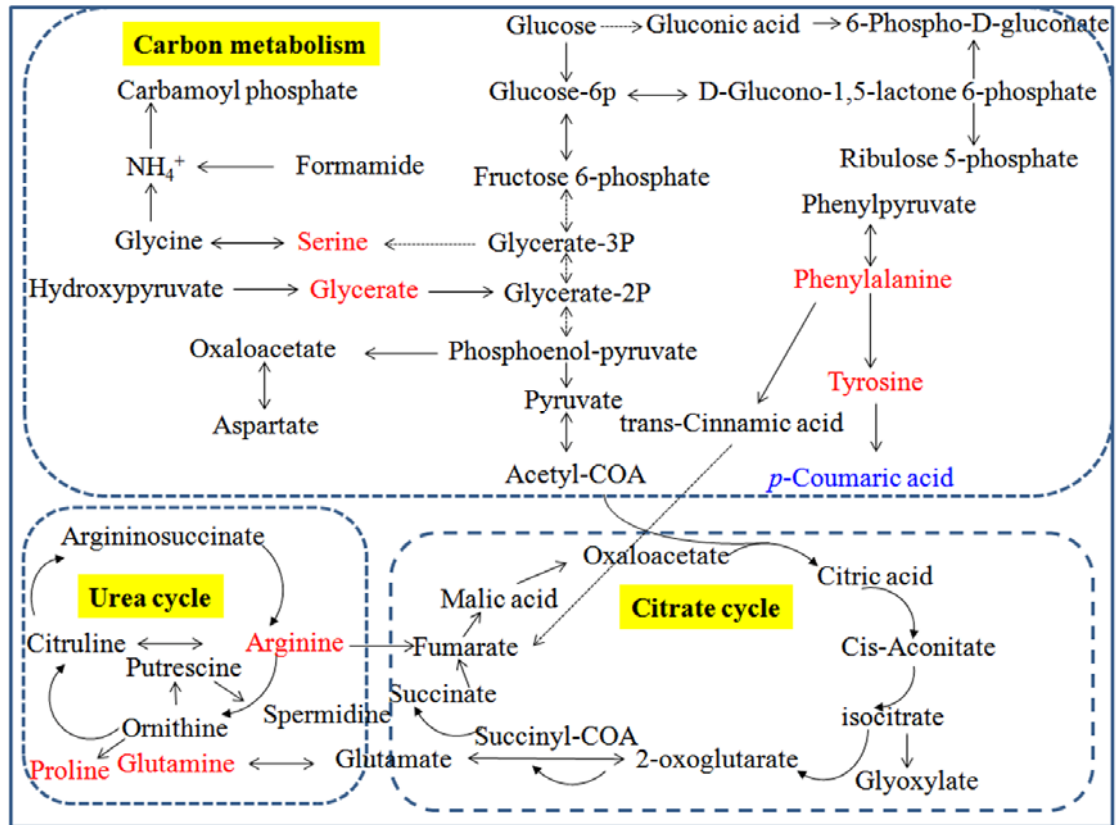 Glucose
Gluconic acid
6-Phospho-D-gluconate
Carbon metabolism
Carbamoyl phosphate
Glucose-6p
D-Glucono-1,5-lactone 6-phosphate
NH₄⁺
Formamide
Fructose 6-phosphate
Ribulose 5-phosphate
Phenylpyruvate
Glycine
Serine
Glycerate-3P
Hydroxypyruvate
Glycerate
Glycerate-2P
Phenylalanine
Oxaloacetate
Phosphoenol-pyruvate
Tyrosine
Pyruvate
Aspartate
trans-Cinnamic acid
Acetyl-COA
p-Coumaric acid
Argininosuccinate
Urea cycle
Citruline
Arginine
Putrescine
Ornithine
Spermidine
Proline
Glutamine
Oxaloacetate
Citric acid
Malic acid
Citrate cycle
Fumarate
Cis-Aconitate
Succinate
isocitrate
Succinyl-COA
Glutamate
2-oxoglutarate
Glyoxylate